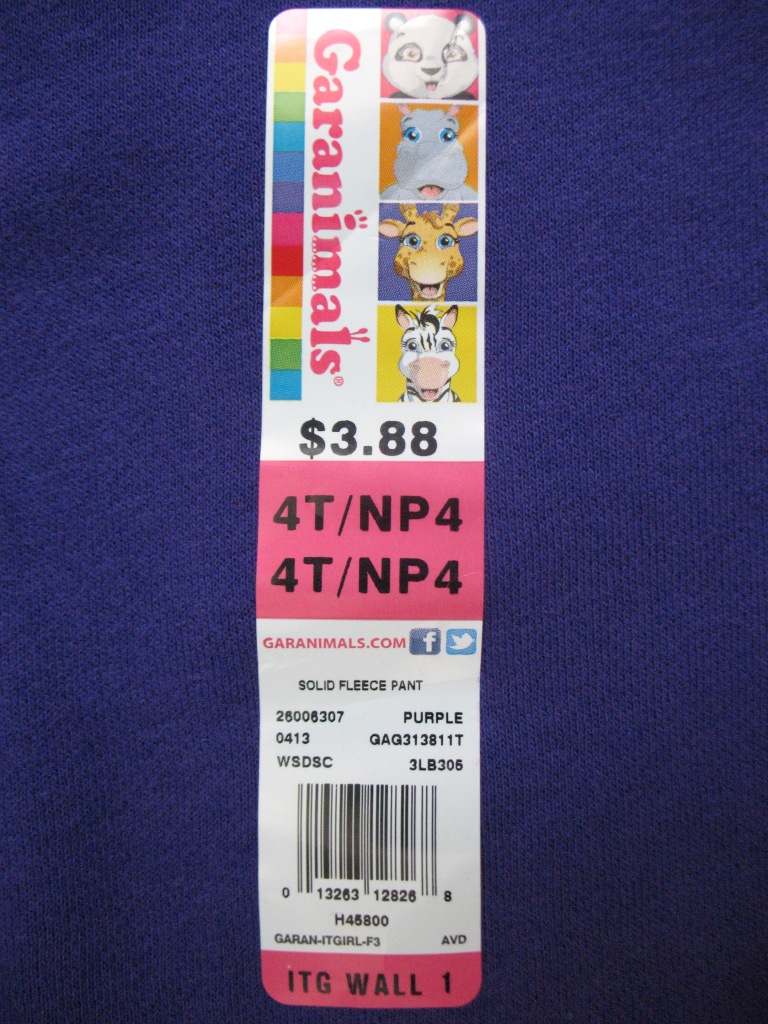 Garanimals®
$3.88
4T/NP4
4T/NP4
GARANIMALS.COM f
SOLID FLEECE PANT
26006307 PURPLE
0413 GAG313811T
WSDSC 3LB305
0 13263 12826 8
H45800
GARAN-ITGIRL-F3 AVD
ITG WALL 1